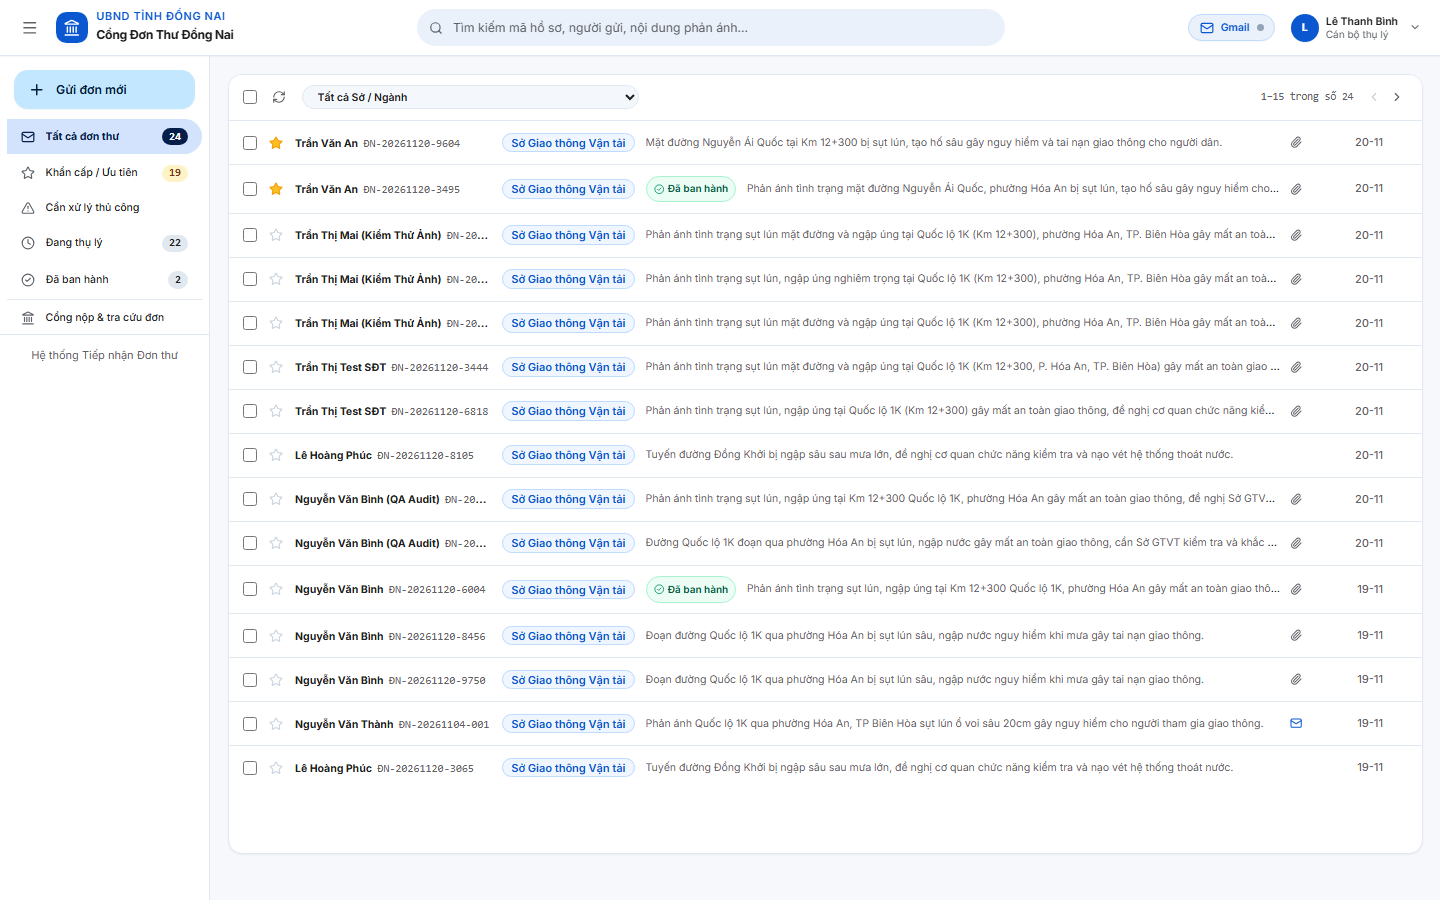 UBND TỈNH ĐỒNG NAI
Cổng Đơn Thư Đồng Nai
Tìm kiếm mã hồ sơ, người gửi, nội dung phản ánh...
Gmail
L
Lê Thanh Bình
Cán bộ thụ lý
Gửi đơn mới
Tất cả đơn thư 24
Khẩn cấp / Ưu tiên 19
Cần xử lý thủ công
Đang thụ lý 22
Đã ban hành 2
Cổng nộp & tra cứu đơn
Hệ thống Tiếp nhận Đơn thư
Tất cả Sở / Ngành
1–15 trong số 24
Trần Văn An ĐN-20261120-9604 Sở Giao thông Vận tải Mặt đường Nguyễn Ái Quốc tại Km 12+300 bị sụt lún, tạo hố sâu gây nguy hiểm và tai nạn giao thông cho người dân. 20-11
Trần Văn An ĐN-20261120-3495 Sở Giao thông Vận tải Đã ban hành Phản ánh tình trạng mặt đường Nguyễn Ái Quốc, phường Hóa An bị sụt lún, tạo hố sâu gây nguy hiểm cho... 20-11
Trần Thị Mai (Kiểm Thử Ảnh) ĐN-20... Sở Giao thông Vận tải Phản ánh tình trạng sụt lún mặt đường và ngập úng tại Quốc lộ 1K (Km 12+300), phường Hóa An, TP. Biên Hòa gây mất an toà... 20-11
Trần Thị Mai (Kiểm Thử Ảnh) ĐN-20... Sở Giao thông Vận tải Phản ánh tình trạng sụt lún, ngập úng nghiêm trọng tại Quốc lộ 1K (Km 12+300), phường Hóa An, TP. Biên Hòa gây mất an toà... 20-11
Trần Thị Mai (Kiểm Thử Ảnh) ĐN-20... Sở Giao thông Vận tải Phản ánh tình trạng sụt lún mặt đường và ngập úng tại Quốc lộ 1K (Km 12+300), phường Hóa An, TP. Biên Hòa gây mất an toà... 20-11
Trần Thị Test SĐT ĐN-20261120-3444 Sở Giao thông Vận tải Phản ánh tình trạng sụt lún mặt đường và ngập úng tại Quốc lộ 1K (Km 12+300, P. Hóa An, TP. Biên Hòa) gây mất an toàn giao ... 20-11
Trần Thị Test SĐT ĐN-20261120-6818 Sở Giao thông Vận tải Phản ánh tình trạng sụt lún, ngập úng tại Quốc lộ 1K (Km 12+300) gây mất an toàn giao thông, đề nghị cơ quan chức năng kiể... 20-11
Lê Hoàng Phúc ĐN-20261120-8105 Sở Giao thông Vận tải Tuyến đường Đồng Khởi bị ngập sâu sau mưa lớn, đề nghị cơ quan chức năng kiểm tra và nạo vét hệ thống thoát nước. 20-11
Nguyễn Văn Bình (QA Audit) ĐN-20... Sở Giao thông Vận tải Phản ánh tình trạng sụt lún, ngập úng tại Km 12+300 Quốc lộ 1K, phường Hóa An gây mất an toàn giao thông, đề nghị Sở GTV... 20-11
Nguyễn Văn Bình (QA Audit) ĐN-20... Sở Giao thông Vận tải Đường Quốc lộ 1K đoạn qua phường Hóa An bị sụt lún, ngập nước gây mất an toàn giao thông, cần Sở GTVT kiểm tra và khắc ... 20-11
Nguyễn Văn Bình ĐN-20261120-6004 Sở Giao thông Vận tải Đã ban hành Phản ánh tình trạng sụt lún, ngập úng tại Km 12+300 Quốc lộ 1K, phường Hóa An gây mất an toàn giao thô... 19-11
Nguyễn Văn Bình ĐN-20261120-8456 Sở Giao thông Vận tải Đoạn đường Quốc lộ 1K qua phường Hóa An bị sụt lún sâu, ngập nước nguy hiểm khi mưa gây tai nạn giao thông. 19-11
Nguyễn Văn Bình ĐN-20261120-9750 Sở Giao thông Vận tải Đoạn đường Quốc lộ 1K qua phường Hóa An bị sụt lún sâu, ngập nước nguy hiểm khi mưa gây tai nạn giao thông. 19-11
Nguyễn Văn Thành ĐN-20261104-001 Sở Giao thông Vận tải Phản ánh Quốc lộ 1K qua phường Hóa An, TP Biên Hòa sụt lún ổ voi sâu 20cm gây nguy hiểm cho người tham gia giao thông. 19-11
Lê Hoàng Phúc ĐN-20261120-3065 Sở Giao thông Vận tải Tuyến đường Đồng Khởi bị ngập sâu sau mưa lớn, đề nghị cơ quan chức năng kiểm tra và nạo vét hệ thống thoát nước. 19-11